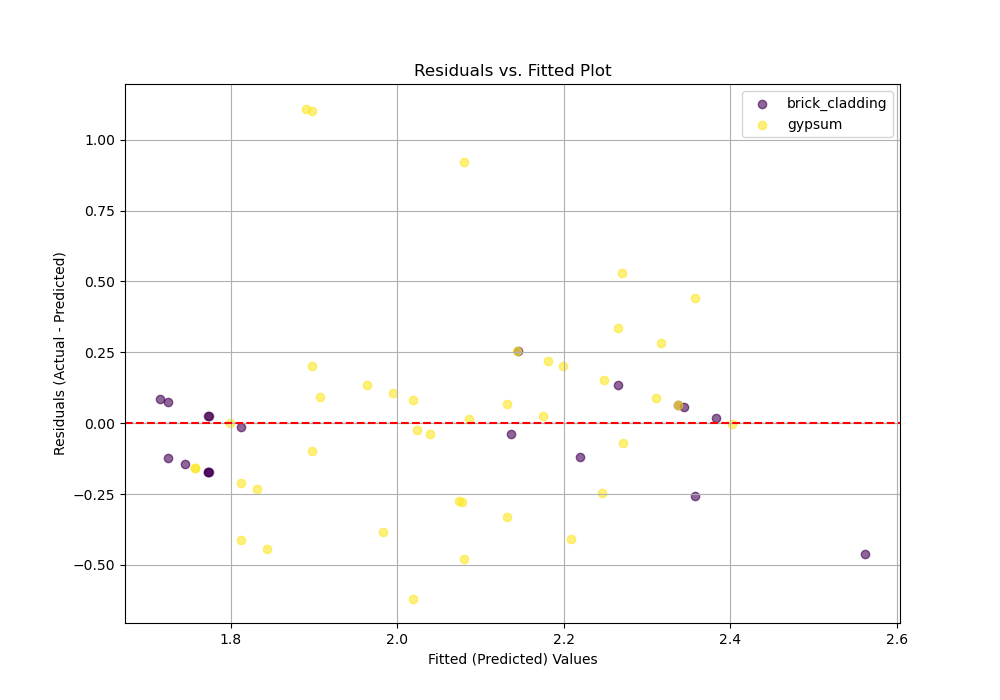 Residuals vs. Fitted Plot
brick_cladding
gypsum
1.00
0.75
0.50
0.25
0.00
−0.25
−0.50
Residuals (Actual - Predicted)
1.8 2.0 2.2 2.4 2.6
Fitted (Predicted) Values